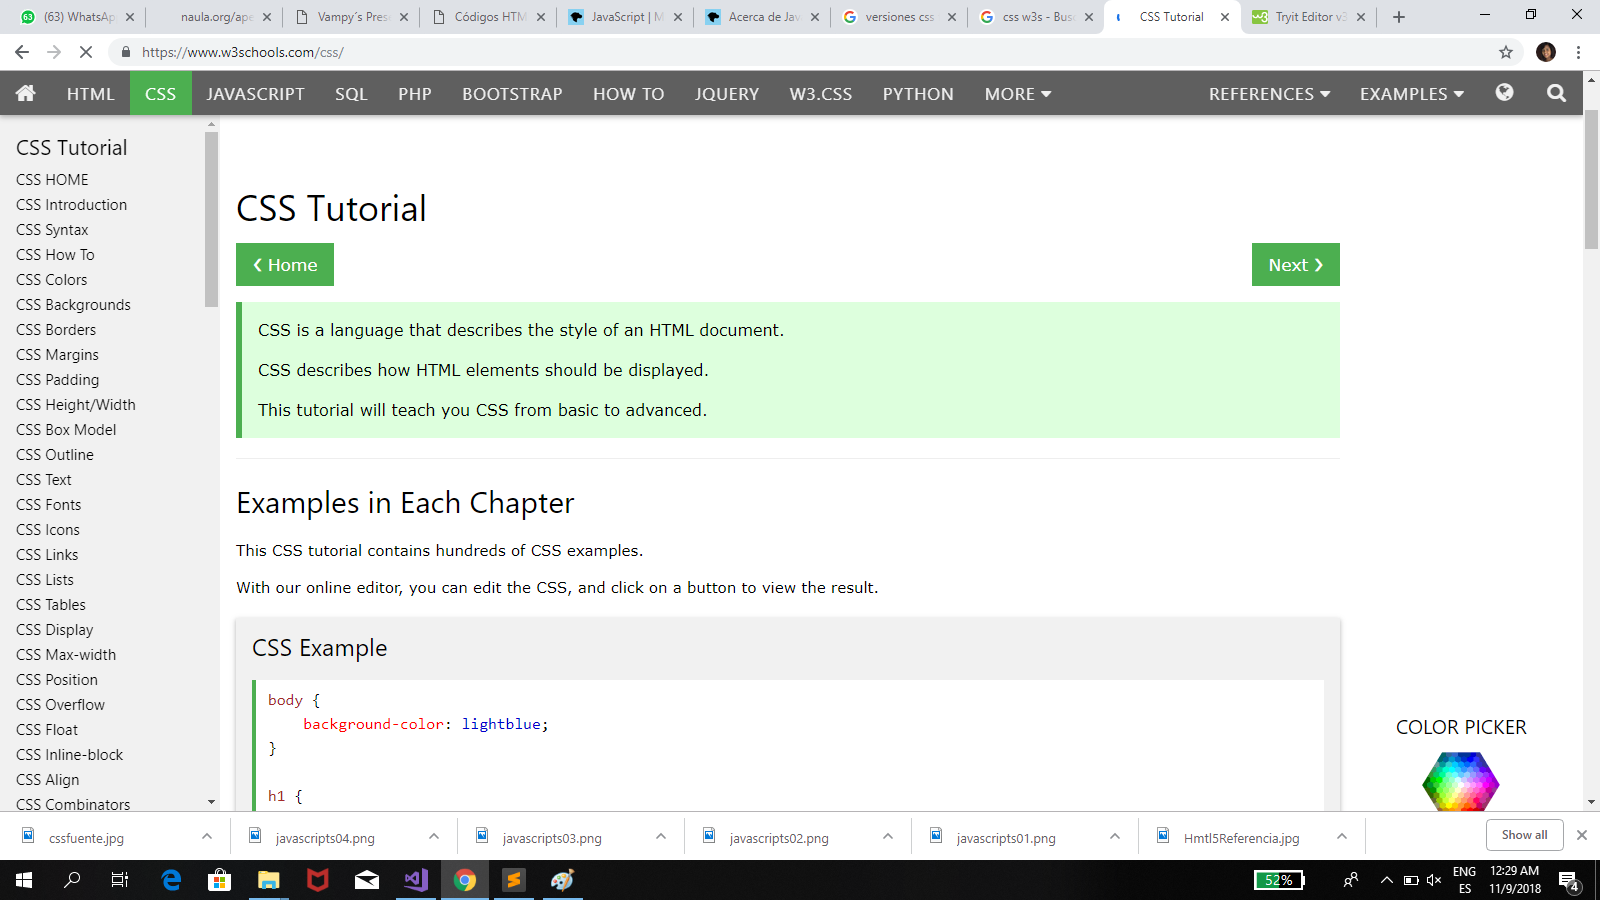 (63) WhatsAp
naula.org/ape
Vampy´s Pres
Códigos HTM
JavaScript | M
Acerca de Jav
versiones css
css w3s - Bus
CSS Tutorial
Tryit Editor v3
https://www.w3schools.com/css/
HTML CSS JAVASCRIPT SQL PHP BOOTSTRAP HOW TO JQUERY W3.CSS PYTHON MORE REFERENCES EXAMPLES
CSS Tutorial
CSS HOME
CSS Introduction
CSS Syntax
CSS How To
CSS Colors
CSS Backgrounds
CSS Borders
CSS Margins
CSS Padding
CSS Height/Width
CSS Box Model
CSS Outline
CSS Text
CSS Fonts
CSS Icons
CSS Links
CSS Lists
CSS Tables
CSS Display
CSS Max-width
CSS Position
CSS Overflow
CSS Float
CSS Inline-block
CSS Align
CSS Combinators
CSS Tutorial
❮ Home
Next ❯
CSS is a language that describes the style of an HTML document.
CSS describes how HTML elements should be displayed.
This tutorial will teach you CSS from basic to advanced.
Examples in Each Chapter
This CSS tutorial contains hundreds of CSS examples.
With our online editor, you can edit the CSS, and click on a button to view the result.
CSS Example
body {
background-color: lightblue;
}
h1 {
COLOR PICKER
cssfuente.jpg
javascripts04.png
javascripts03.png
javascripts02.png
javascripts01.png
Hmtl5Referencia.jpg
Show all
52%
ENG
ES
12:29 AM
11/9/2018
4